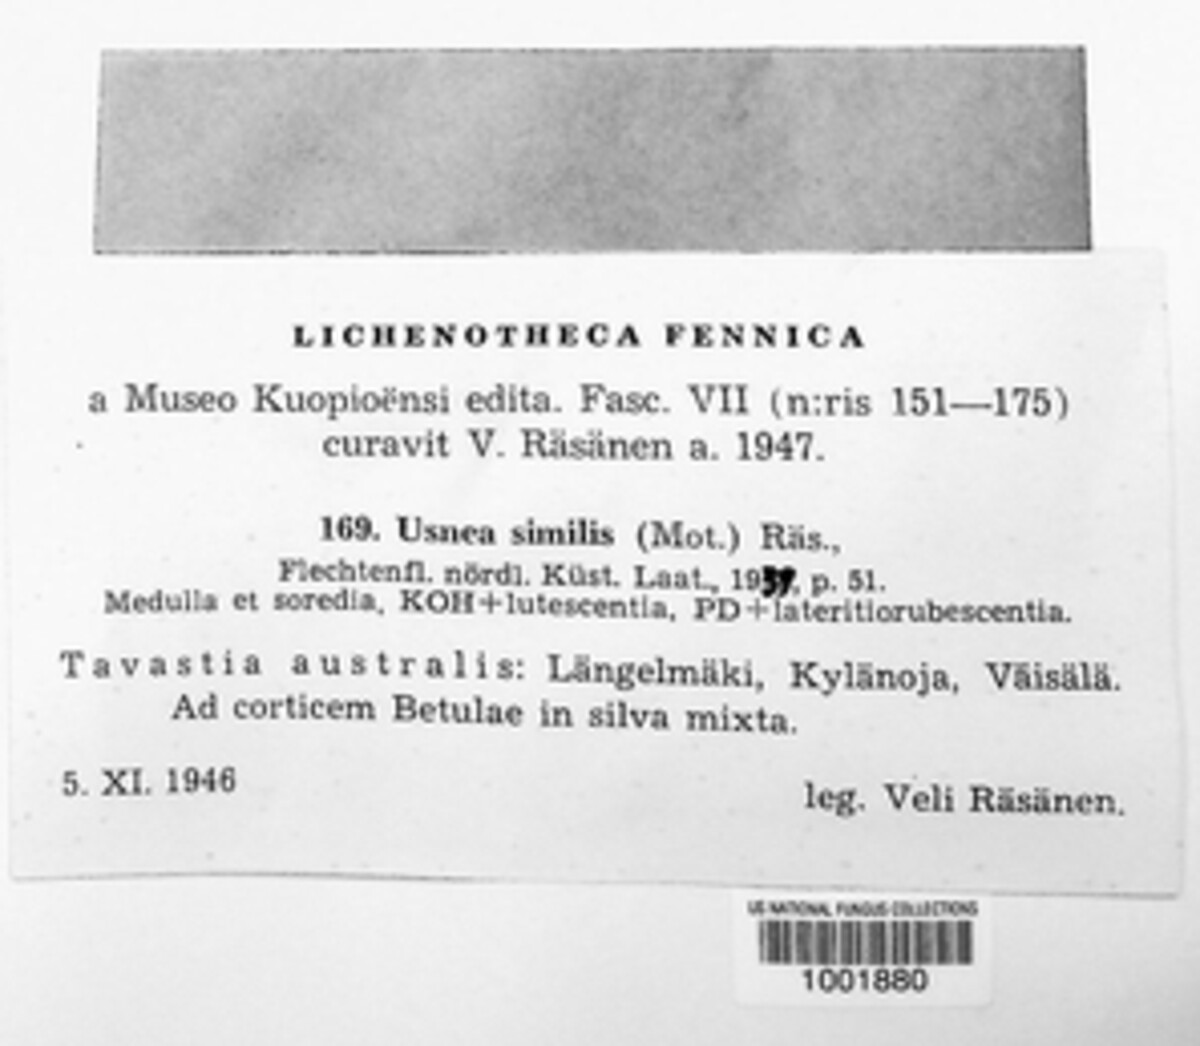 LICHENOTHECA FENNICA
a Museo Kuopioënsi edita. Fasc. VII (n:ris 151—175)
curavit V. Räsänen a. 1947.
169. Usnea similis (Mot.) Räs.,
Flechtenfl. nördl. Küst. Laat., p. 51.
Medulla et soredia, KOH+lutescentia, PD+lateritiorubescentia.
Tavastia australis: Längelmäki, Kylänoja, Väisälä.
Ad corticem Betulae in silva mixta.
5. XI. 1946
leg. Veli Räsänen.
US NATIONAL FUNGUS COLLECTIONS
1001880